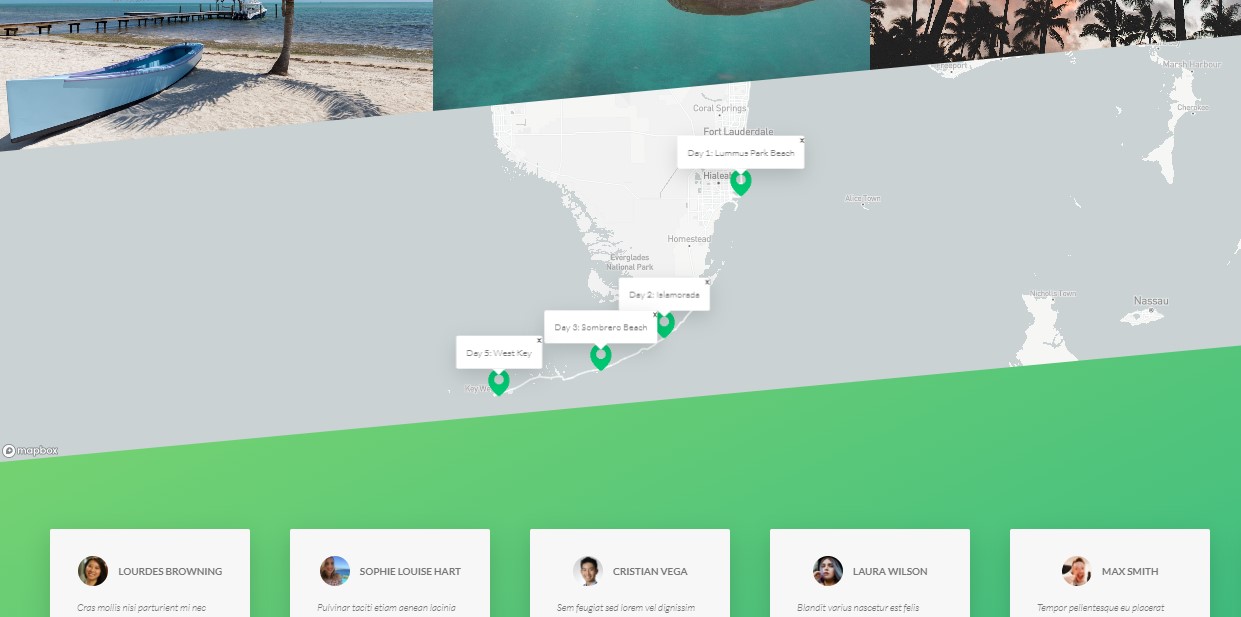 Freeport
Marsh Harbour
Coral Springs
Cherokee
Fort Lauderdale
x
Day 1: Lummus Park Beach
Hialeah
Alice Town
Homestead
Everglades
National Park
x
Day 2: Islamorada
Nicholls Town
Nassau
x
Day 3: Sombrero Beach
x
Day 5: West Key
Key We
mapbox
LOURDES BROWNING
SOPHIE LOUISE HART
CRISTIAN VEGA
LAURA WILSON
MAX SMITH
Cras mollis nisi parturient mi nec
Pulvinar taciti etiam aenean lacinia
Sem feugiat sed lorem vel dignissim
Blandit varius nascetur est felis
Tempor pellentesque eu placerat